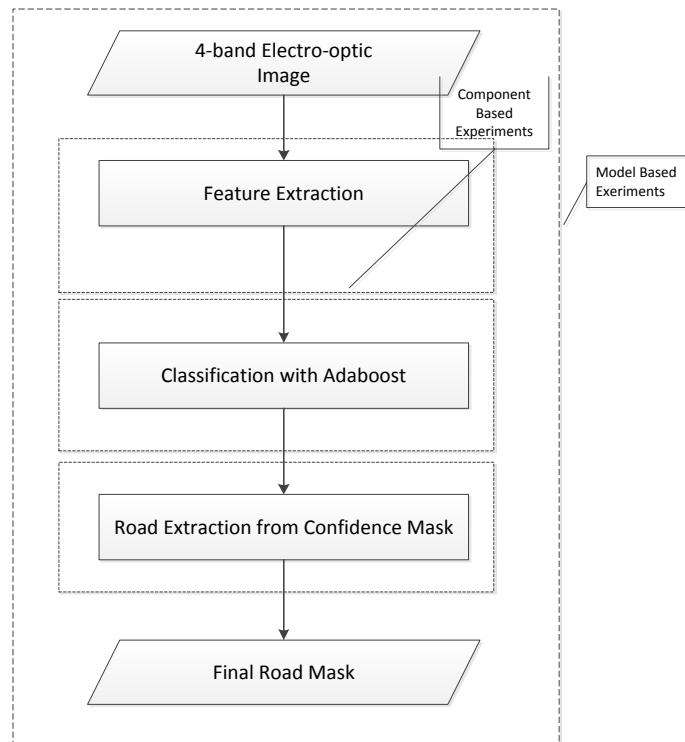 4-band Electro-optic
Image
Component
Based
Experiments
Model Based
Exeriments
Feature Extraction
Classification with Adaboost
Road Extraction from Confidence Mask
Final Road Mask